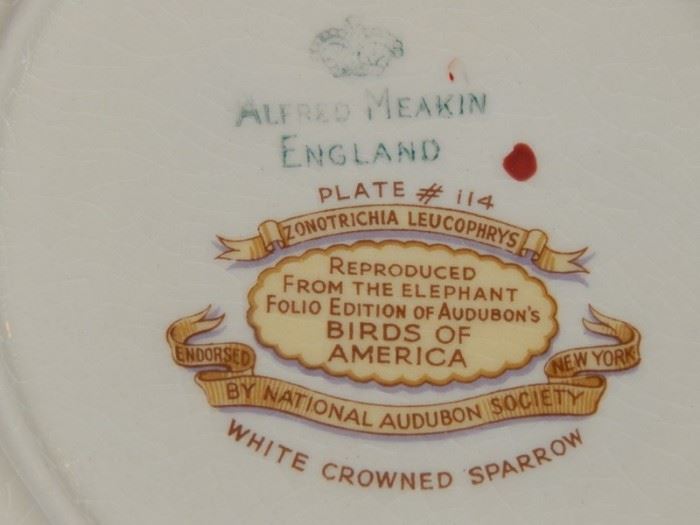 ALFRED MEAKIN
ENGLAND
PLATE # 114
ZONOTRICHIA LEUCOPHRYS
REPRODUCED
FROM THE ELEPHANT
FOLIO EDITION OF AUDUBON'S
BIRDS OF
AMERICA
ENDORSED
BY NATIONAL AUDUBON SOCIETY
NEW YORK
WHITE CROWNED SPARROW